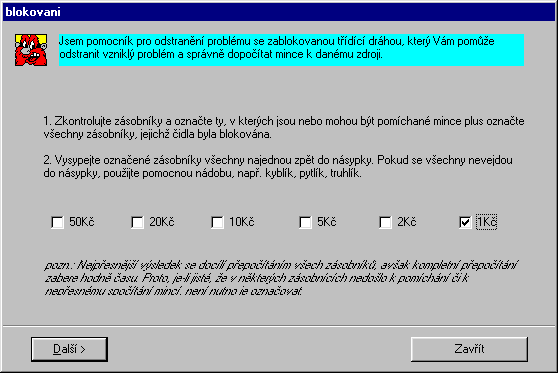 blokovani
Jsem pomocník pro odstranění problému se zablokovanou třídící dráhou, který Vám pomůže
odstranit vzniklý problém a správně dopočítat mince k danému zdroji.
1. Zkontrolujte zásobníky a označte ty, v kterých jsou nebo mohou být pomíchané mince plus označte
všechny zásobníky, jejichž čidla byla blokována.
2. Vysypejte označené zásobníky všechny najednou zpět do násypky. Pokud se všechny nevejdou
do násypky, použijte pomocnou nádobu, např. kyblík, pytlík, truhlík.
50Kč 20Kč 10Kč 5Kč 2Kč 1Kč
pozn.: Nejpřesnější výsledek se docílí přepočítáním všech zásobníků, avšak kompletní přepočítání
zabere hodně času. Proto, je-li jisté, že v některých zásobnících nedošlo k pomíchání či k
nepřesnému spočítání mincí, není nutno je označovat.
Další > Zavřít